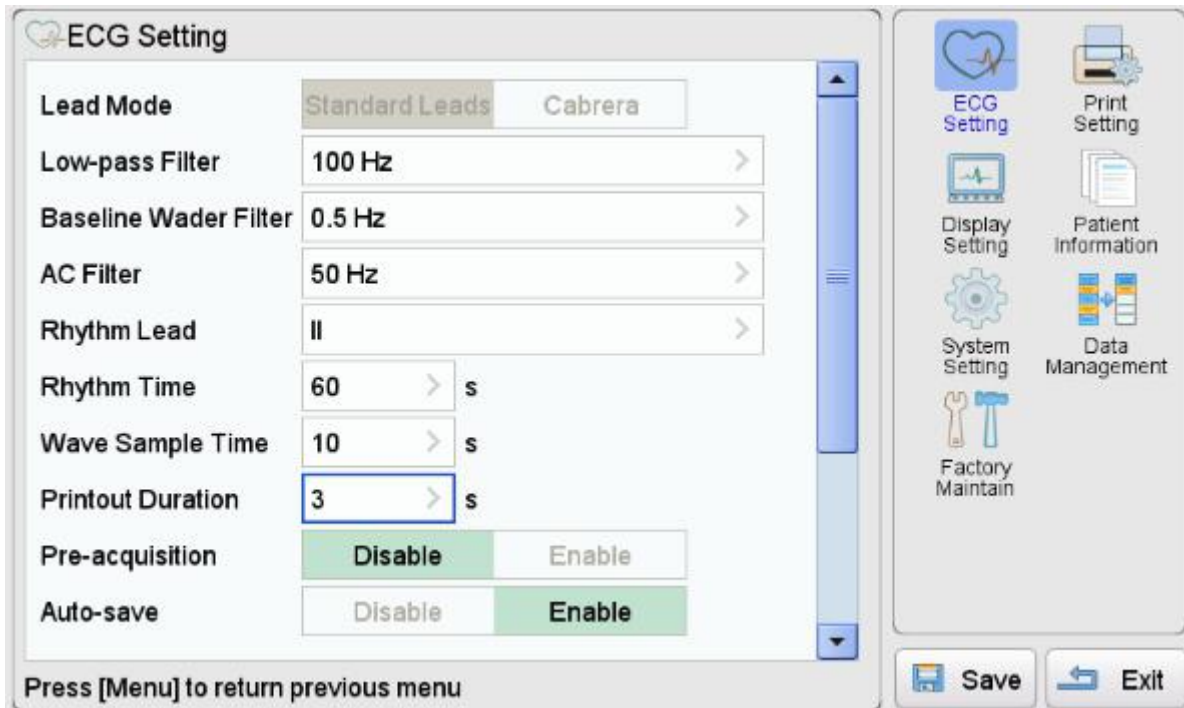 ECG Setting
Lead Mode Standard Leads Cabrera
Low-pass Filter 100 Hz
Baseline Wader Filter 0.5 Hz
AC Filter 50 Hz
Rhythm Lead II
Rhythm Time 60 s
Wave Sample Time 10 s
Printout Duration 3 s
Pre-acquisition Disable Enable
Auto-save Disable Enable
Press [Menu] to return previous menu
ECG
Setting
Print
Setting
Display
Setting
Patient
Information
System
Setting
Data
Management
Factory
Maintain
Save
Exit